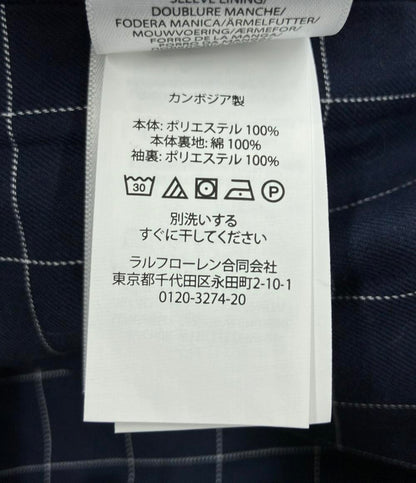 SLEEVE LINING/
DOUBLURE MANCHE/
FODERA MANICA/ÄRMELFUTTER/
MOUWVOERING/ÆRMEFOR/
FORRO DE LA MANGA/
カンボジア製
本体: ポリエステル 100%
本体裏地: 綿 100%
袖裏: ポリエステル 100%
30 P
別洗いする
すぐに干してください
ラルフローレン合同会社
東京都千代田区永田町2-10-1
0120-3274-20